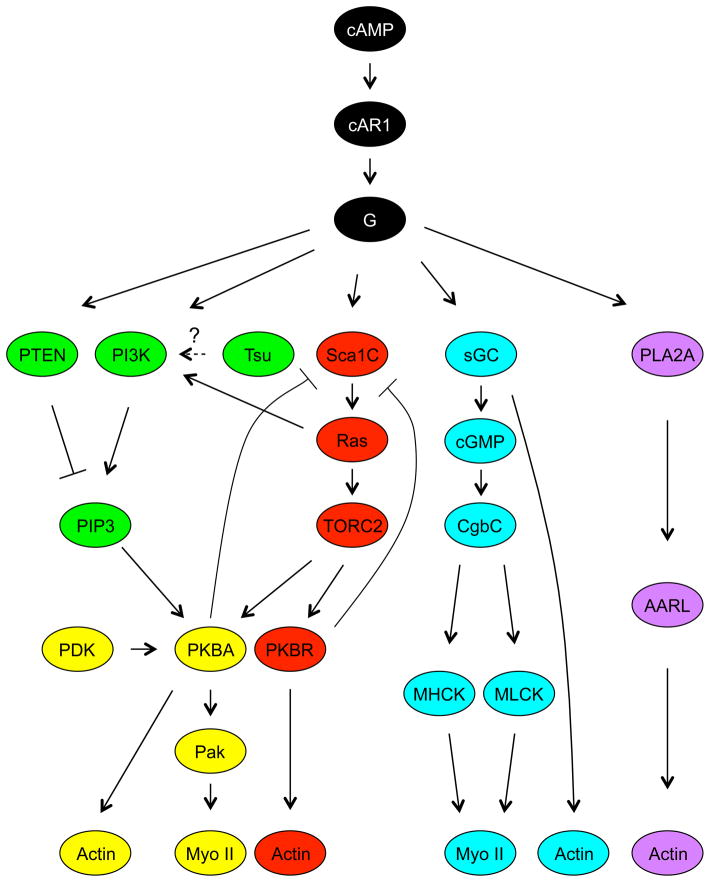 cAMP
cAR1
G
?
PTEN PI3K Tsu Sca1C sGC PLA2A
Ras cGMP
PIP3 TORC2 CgbC
AARL
PDK PKBA PKBR
MHCK MLCK
Pak
Actin Myo II Actin Myo II Actin Actin